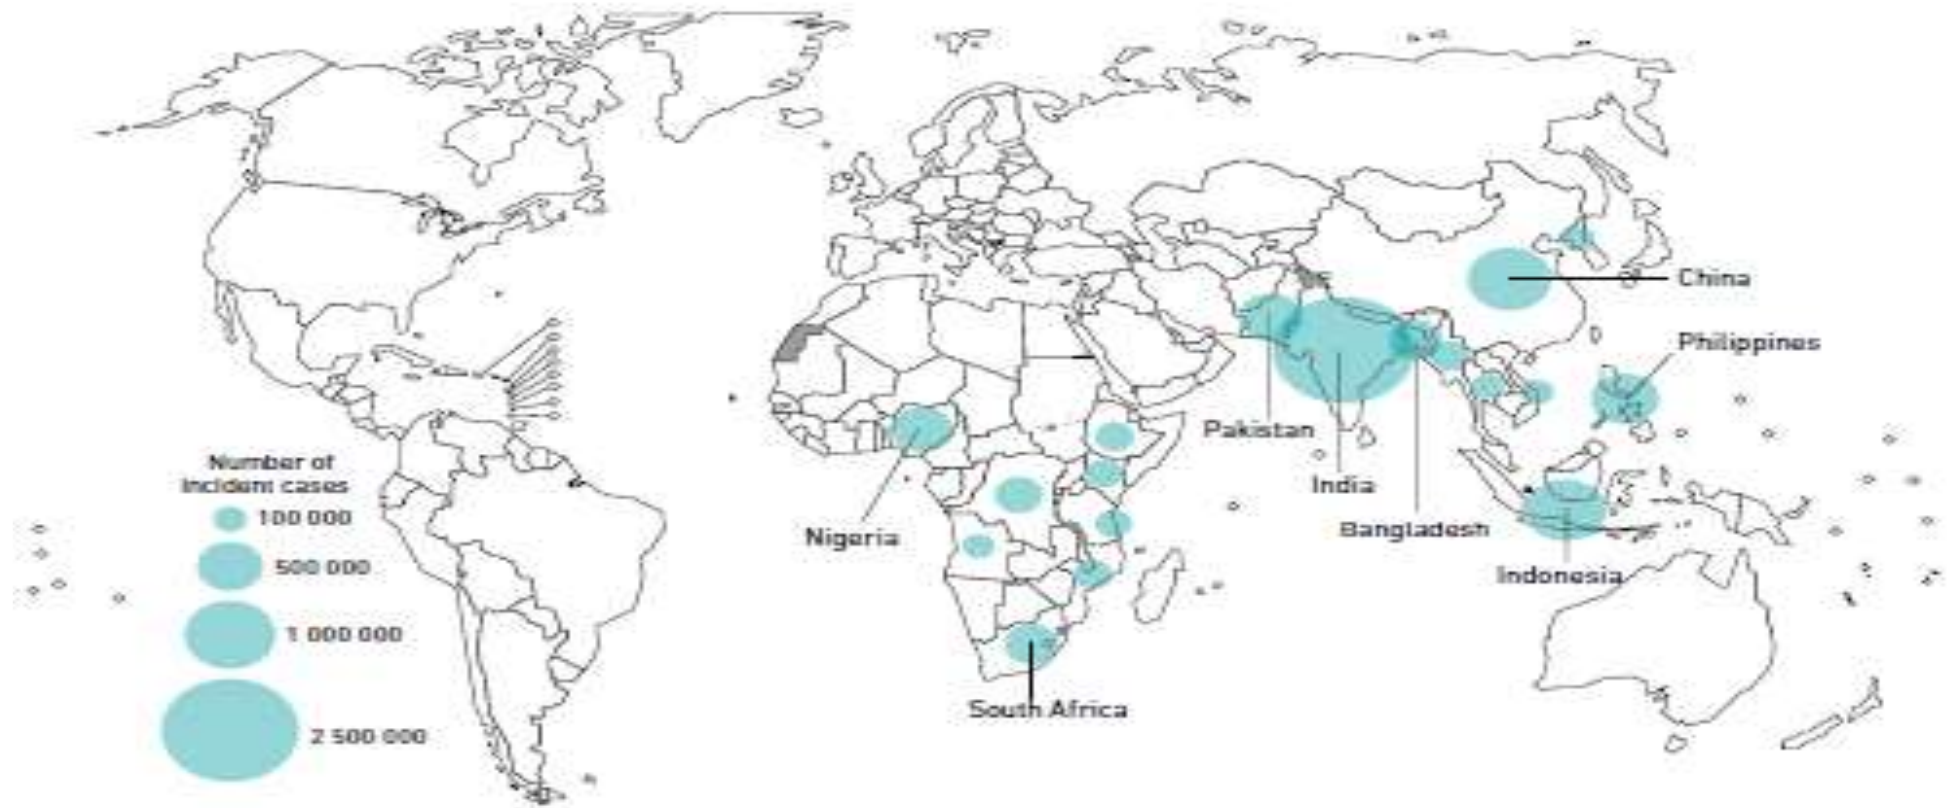 China
Philippines
Pakistan
India
Bangladesh
Nigeria
Indonesia
South Africa
Number of
incident cases
100 000
500 000
1 000 000
2 500 000